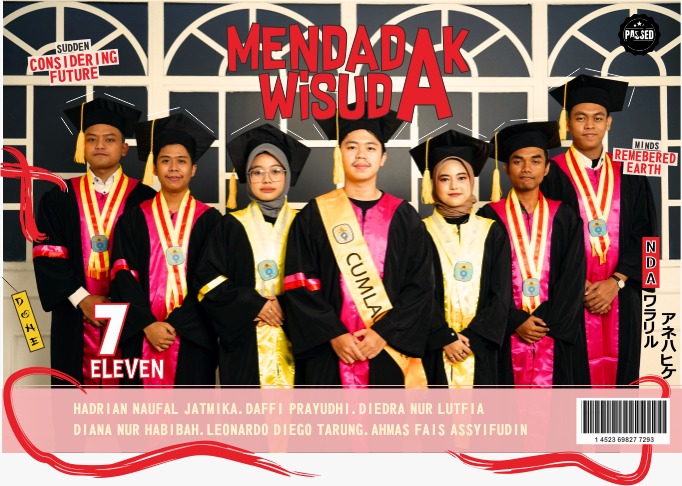 MENDADAK
WiSUDA
SUDDEN
CONSIDERING
FUTURE
PASSED
MINDS
REMEBERED
EARTH
CUMLA
NDA
ワラリル
アネハヒケ
DONE
7
ELEVEN
HADRIAN NAUFAL JATMIKA. DAFFI PRAYUDHI. DIEDRA NUR LUTFIA
DIANA NUR HABIBAH. LEONARDO DIEGO TARUNG. AHMAS FAIS ASSYIFUDIN
1 4523 69827 7293